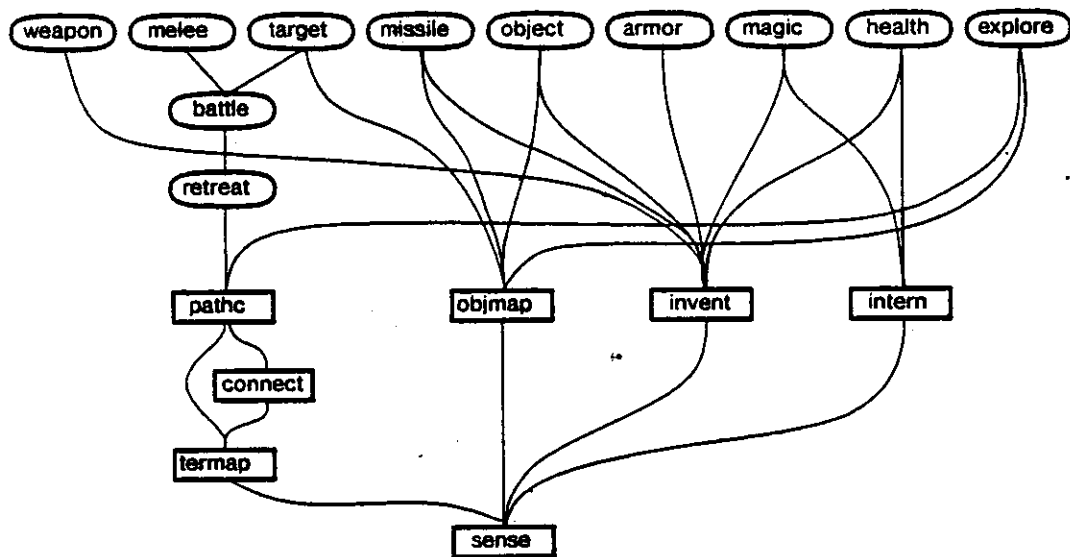 weapon melee target missile object armor magic health explore
battle
retreat
pathc objmap invent intern
connect
termap
sense